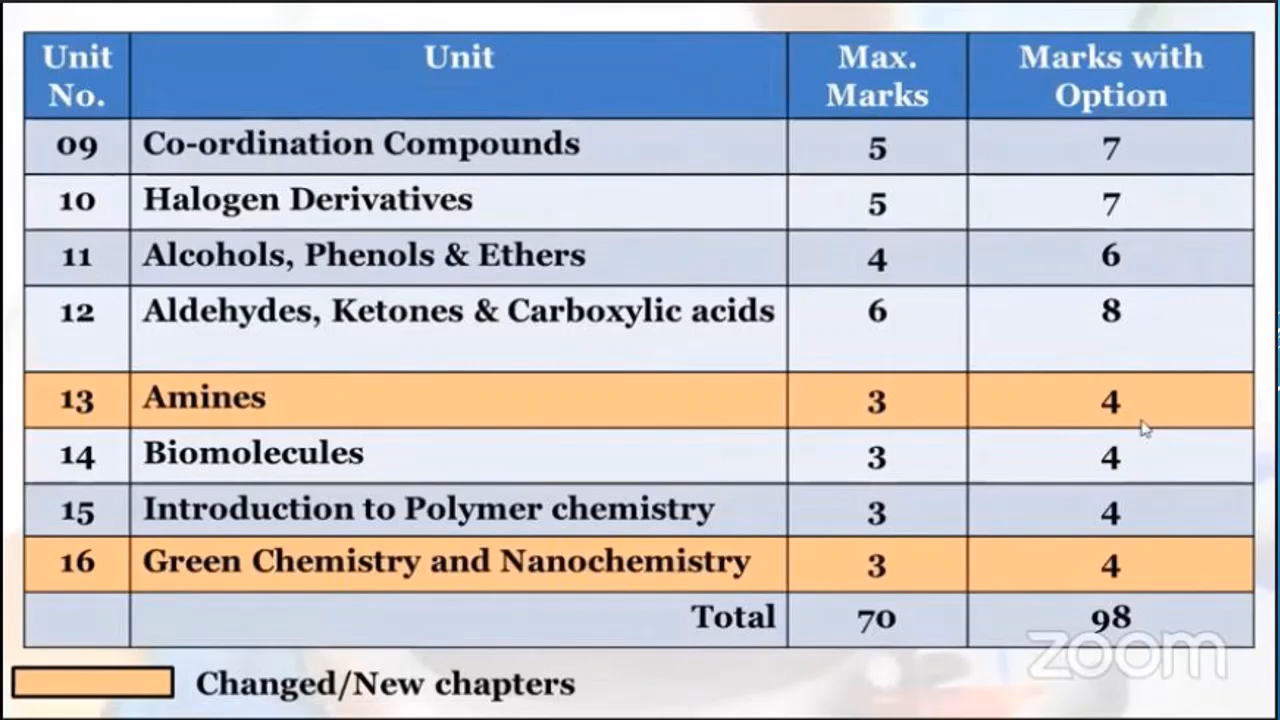 Unit No. Unit Max. Marks Marks with Option
09 Co-ordination Compounds 5 7
10 Halogen Derivatives 5 7
11 Alcohols, Phenols & Ethers 4 6
12 Aldehydes, Ketones & Carboxylic acids 6 8
13 Amines 3 4
14 Biomolecules 3 4
15 Introduction to Polymer chemistry 3 4
16 Green Chemistry and Nanochemistry 3 4
Total 70 98
zoom
Changed/New chapters